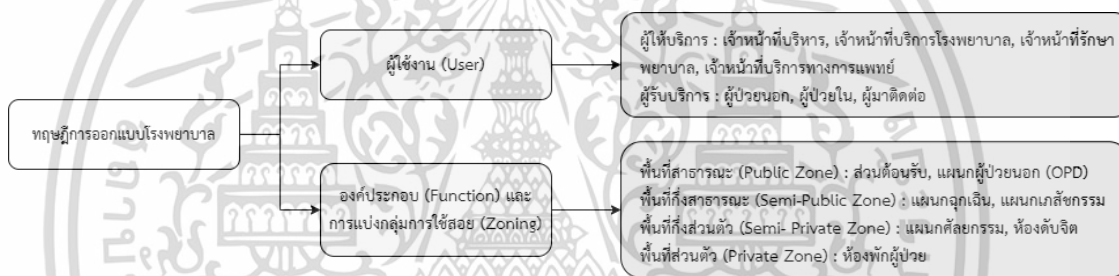 ทฤษฎีการออกแบบโรงพยาบาล
ผู้ใช้งาน (User)
ผู้ให้บริการ : เจ้าหน้าที่บริหาร, เจ้าหน้าที่บริการโรงพยาบาล, เจ้าหน้าที่รักษา
พยาบาล, เจ้าหน้าที่บริการทางการแพทย์
ผู้รับบริการ : ผู้ป่วยนอก, ผู้ป่วยใน, ผู้มาติดต่อ
องค์ประกอบ (Function) และ
การแบ่งกลุ่มการใช้สอย (Zoning)
พื้นที่สาธารณะ (Public Zone) : ส่วนต้อนรับ, แผนกผู้ป่วยนอก (OPD)
พื้นที่กึ่งสาธารณะ (Semi-Public Zone) : แผนกฉุกเฉิน, แผนกเภสัชกรรม
พื้นที่กึ่งส่วนตัว (Semi- Private Zone) : แผนกศัลยกรรม, ห้องดับจิต
พื้นที่ส่วนตัว (Private Zone) : ห้องพักผู้ป่วย